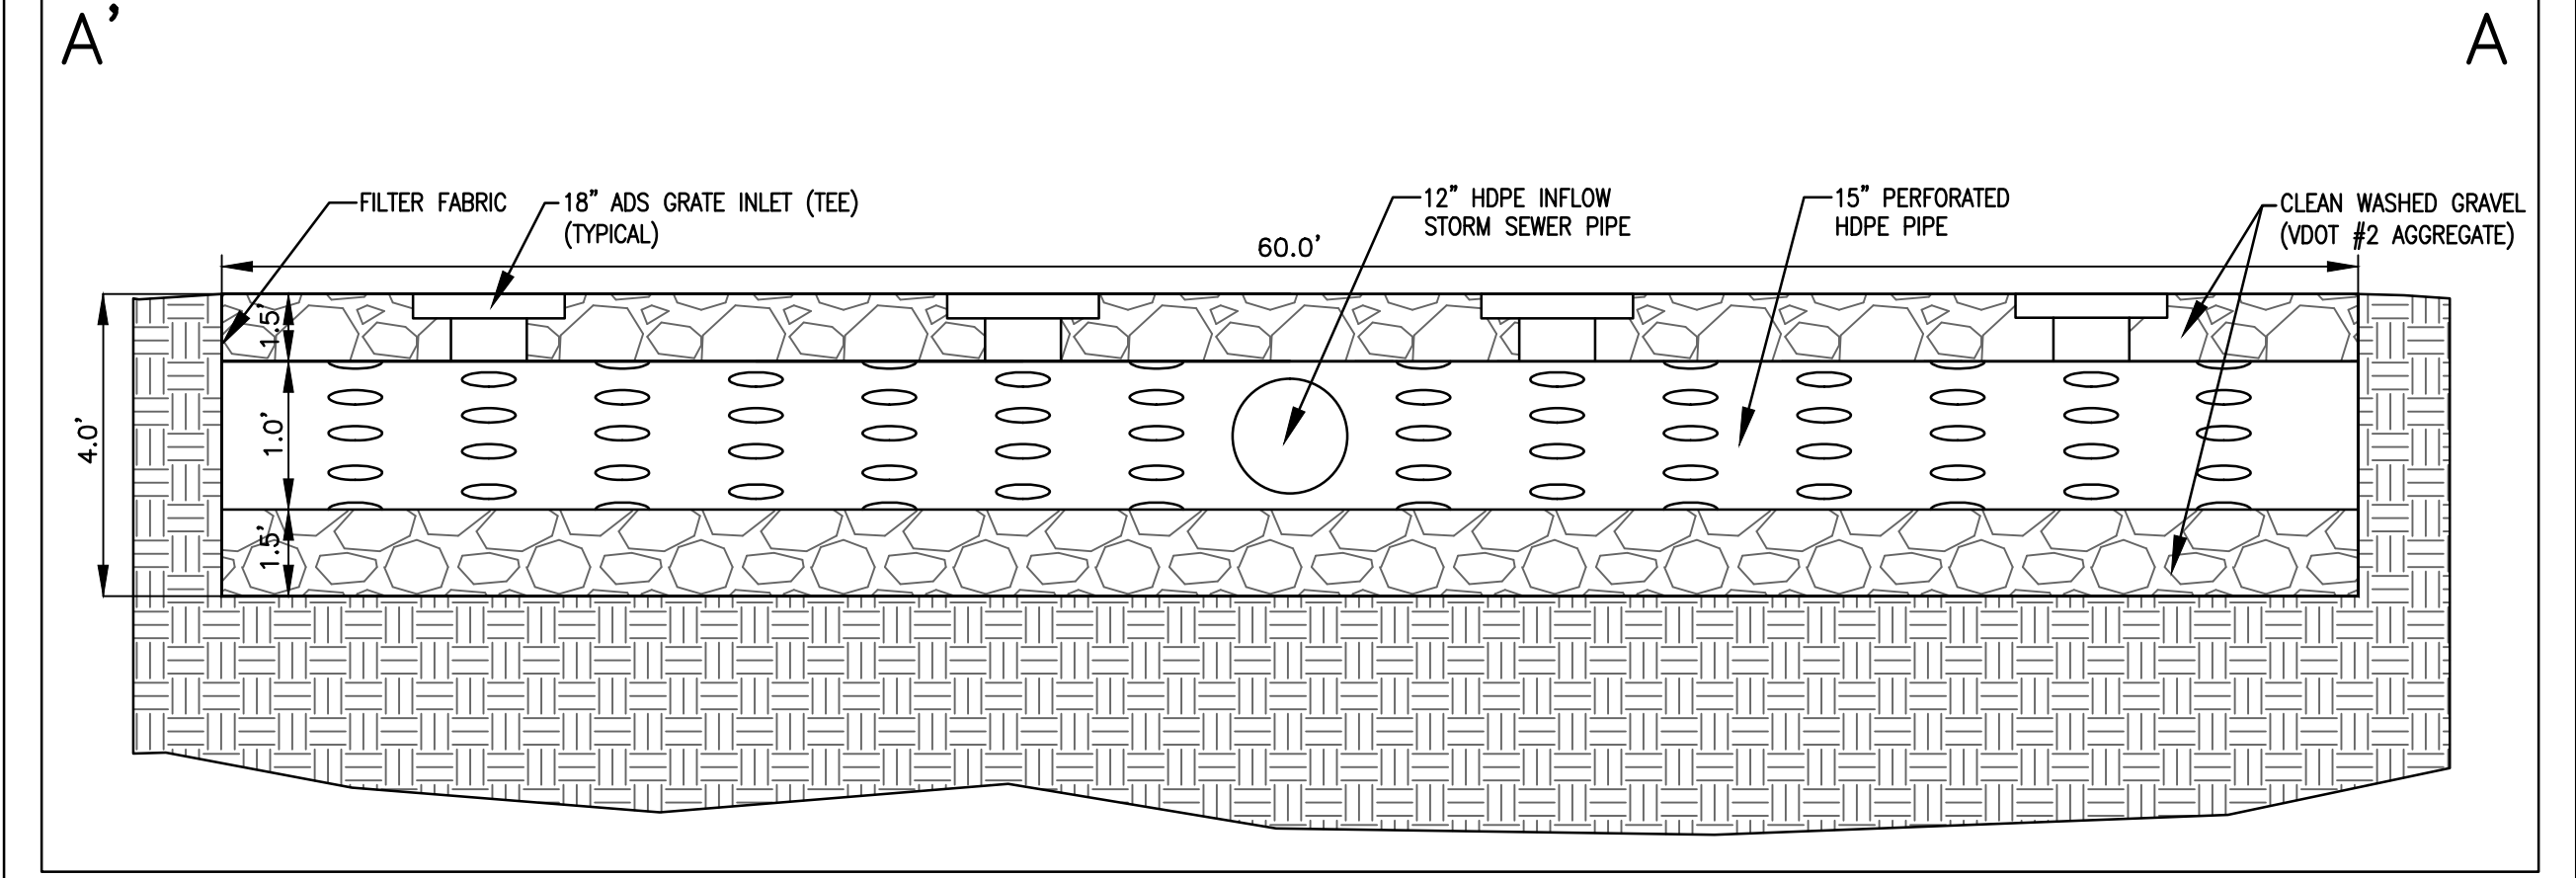 A’
A
FILTER FABRIC
18” ADS GRATE INLET (TEE)
(TYPICAL)
12” HDPE INFLOW
STORM SEWER PIPE
15” PERFORATED
HDPE PIPE
CLEAN WASHED GRAVEL
(VDOT #2 AGGREGATE)
60.0’
1.5’
4.0’
1.0’
1.5’